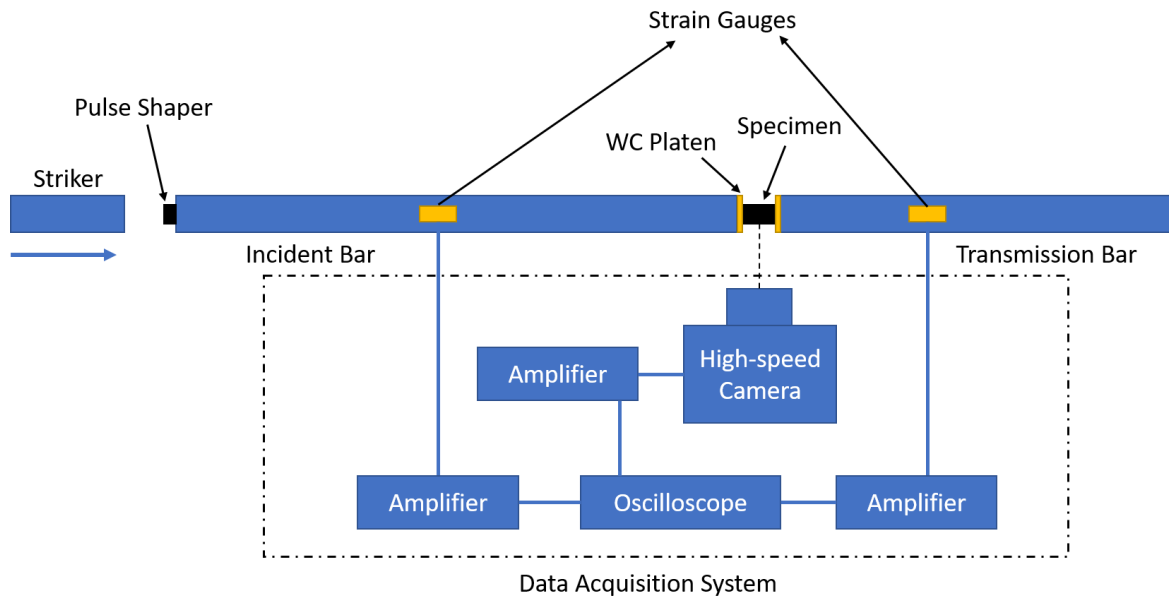 Strain Gauges
Pulse Shaper
Specimen
WC Platen
Striker
Incident Bar
Transmission Bar
High-speed
Camera
Amplifier
Amplifier
Oscilloscope
Amplifier
Data Acquisition System